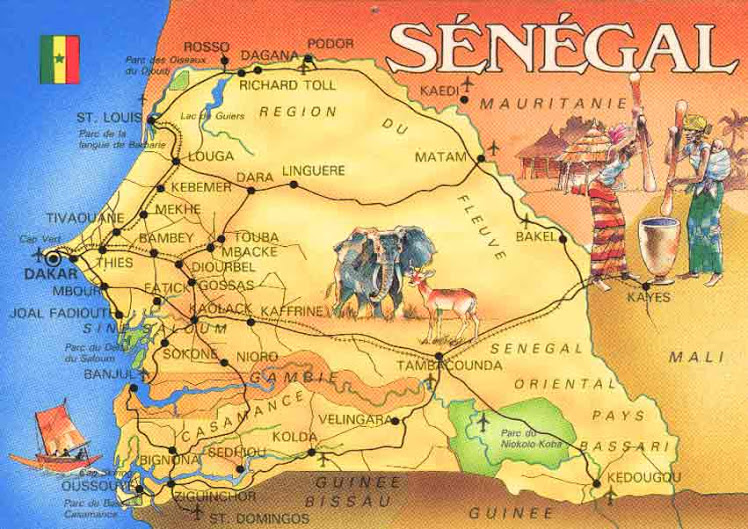 SÉNÉGAL
ROSSO
DAGANA
PODOR
Parc des Oiseaux
du Djoudj
RICHARD TOLL
KAEDI
MAURITANIE
ST. LOUIS
Lac de Guiers
REGION DU FLEUVE
Parc de la
langue de Barbarie
LOUGA
MATAM
KEBEMER
DARA
LINGUERE
MEKHE
TIVAOUANE
Cap Vert
BAMBEY
TOUBA
MBACKE
BAKEL
DAKAR
THIES
DIOURBEL
MBOUR
FATICK
GOSSAS
KAYES
JOAL FADIOUTH
KAOLACK
KAFFRINE
SINE SALOUM
Parc du Delta
du Saloum
SOKONE
NIORO
SENEGAL
ORIENTAL
MALI
TAMBACOUNDA
BANJUL
GAMBIE
PAYS
BASSARI
CASAMANCE
VELINGARA
Parc du
Niokolo Koba
KOLDA
BIGNONA
SEDHIOU
KEDOUGOU
OUSSOUYE
ZIGUINCHOR
GUINEE
BISSAU
Casamance
ST. DOMINGOS
GUINEE